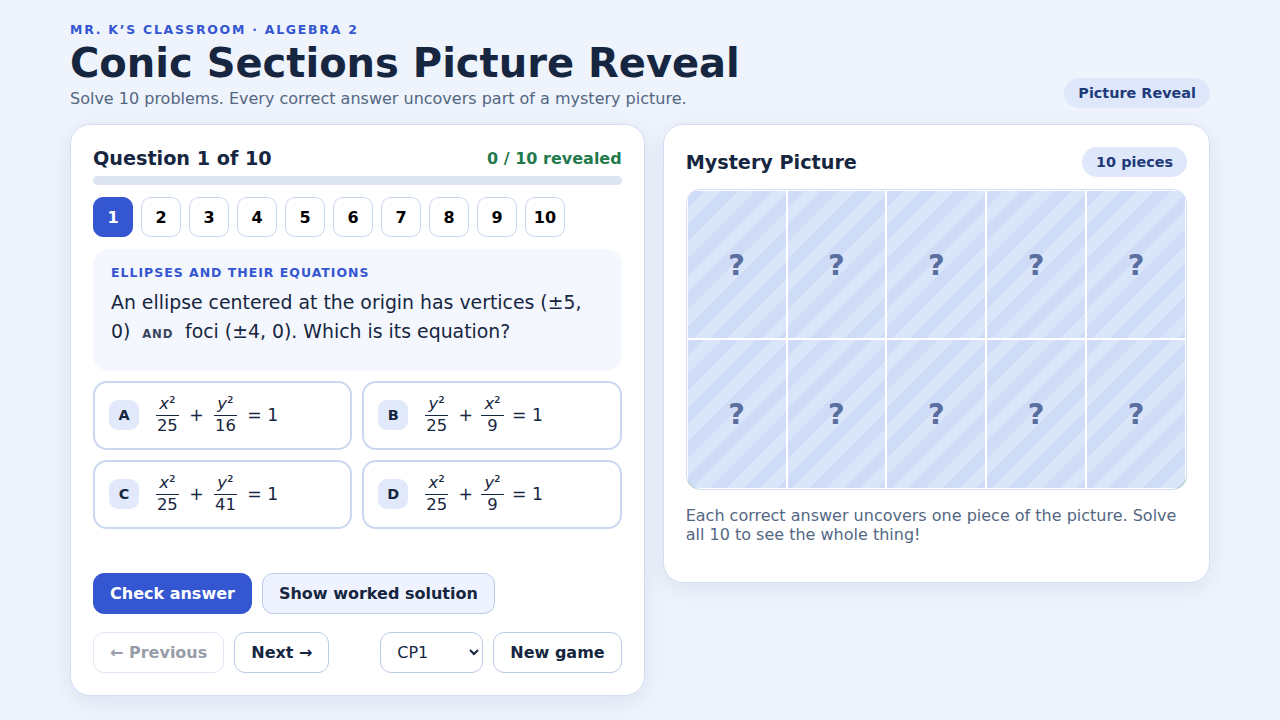 MR. K’S CLASSROOM · ALGEBRA 2
Conic Sections Picture Reveal
Solve 10 problems. Every correct answer uncovers part of a mystery picture.
Picture Reveal
Question 1 of 10
0 / 10 revealed
1 2 3 4 5 6 7 8 9 10
ELLIPSES AND THEIR EQUATIONS
An ellipse centered at the origin has vertices (±5,
0) AND foci (±4, 0). Which is its equation?
A x²/25 + y²/16 = 1
B y²/25 + x²/9 = 1
C x²/25 + y²/41 = 1
D x²/25 + y²/9 = 1
Check answer
Show worked solution
← Previous
Next →
CP1
New game
Mystery Picture
10 pieces
? ? ? ? ?
? ? ? ? ?
Each correct answer uncovers one piece of the picture. Solve
all 10 to see the whole thing!